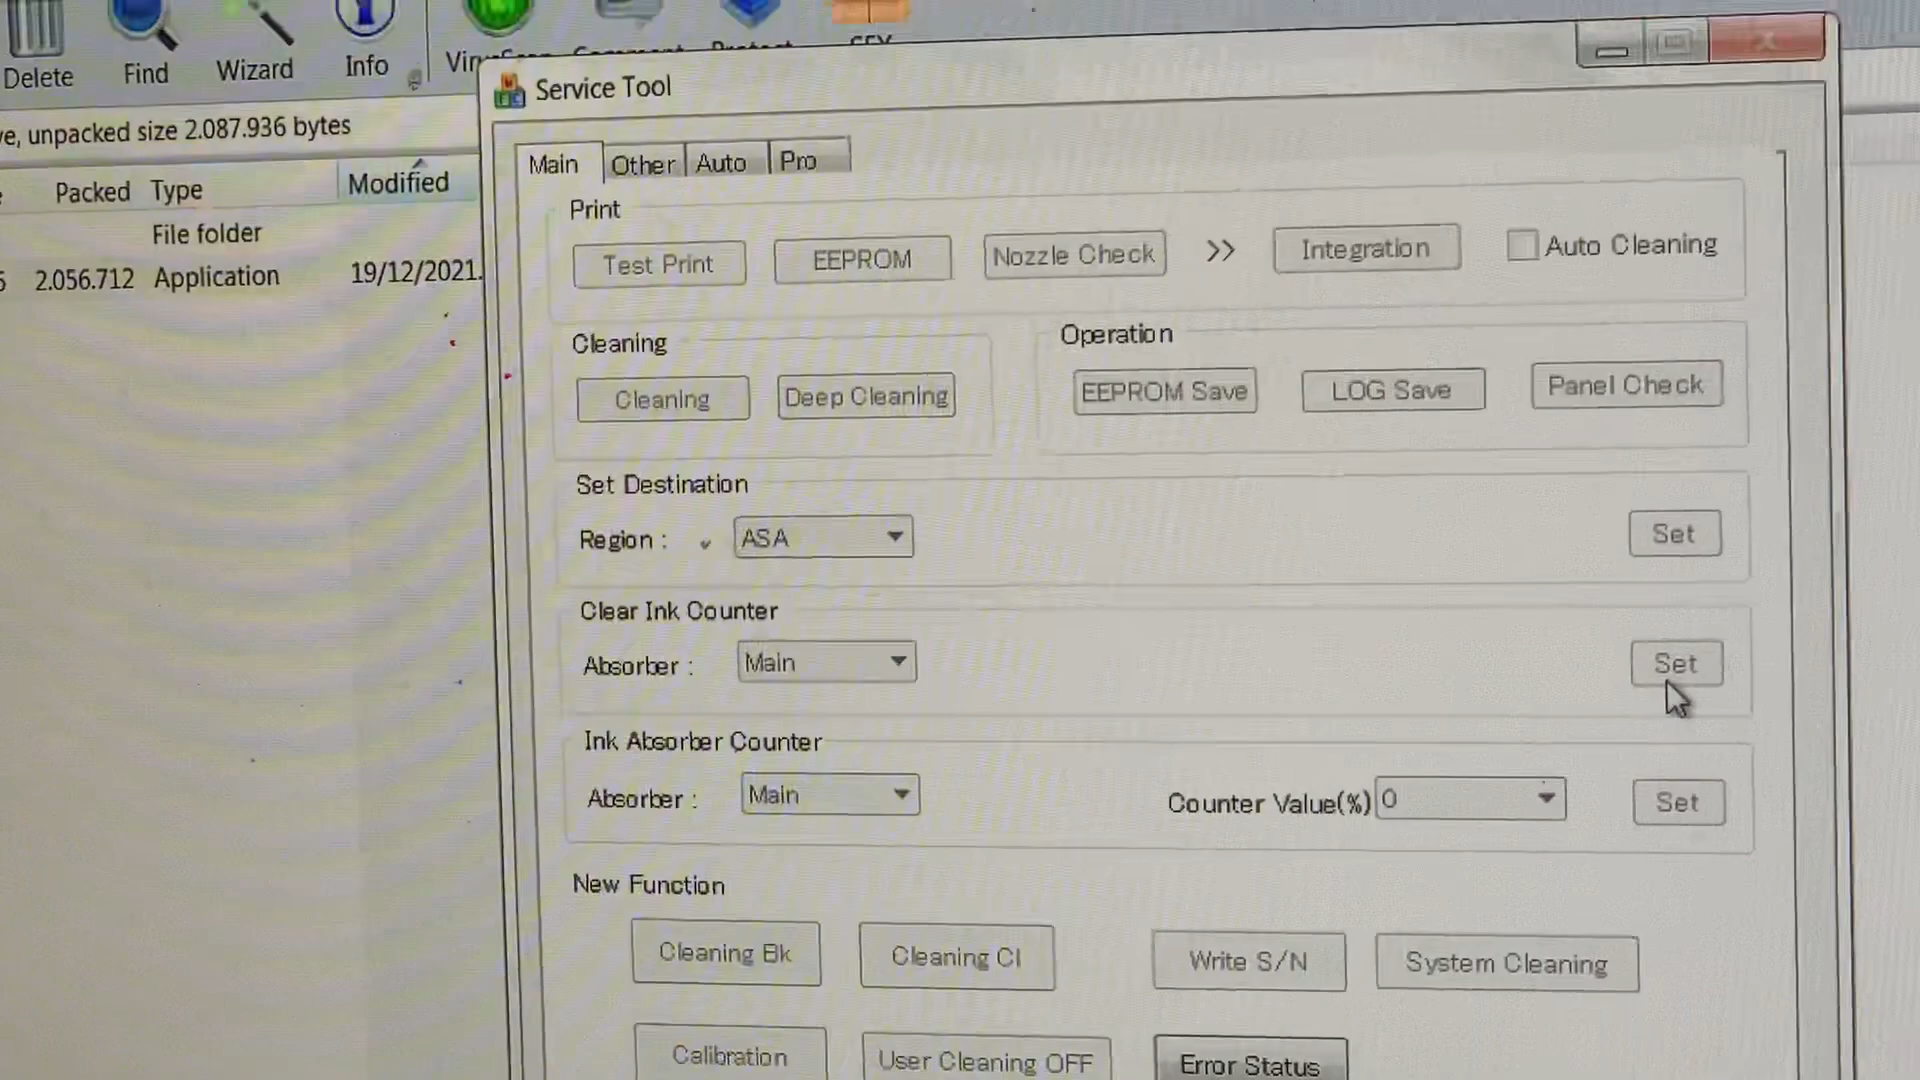 Delete Find Wizard Info
Service Tool
unpacked size 2.087.936 bytes
Main Other Auto Pro
Packed Type Modified
File folder
2.056.712 Application 19/12/2021
Print
Test Print EEPROM Nozzle Check >> Integration Auto Cleaning
Cleaning
Cleaning Deep Cleaning
Operation
EEPROM Save LOG Save Panel Check
Set Destination
Region : ASA Set
Clear Ink Counter
Absorber : Main Set
Ink Absorber Counter
Absorber : Main Counter Value(%) 0 Set
New Function
Cleaning Bk Cleaning Cl Write S/N System Cleaning
Calibration User Cleaning OFF Error Status